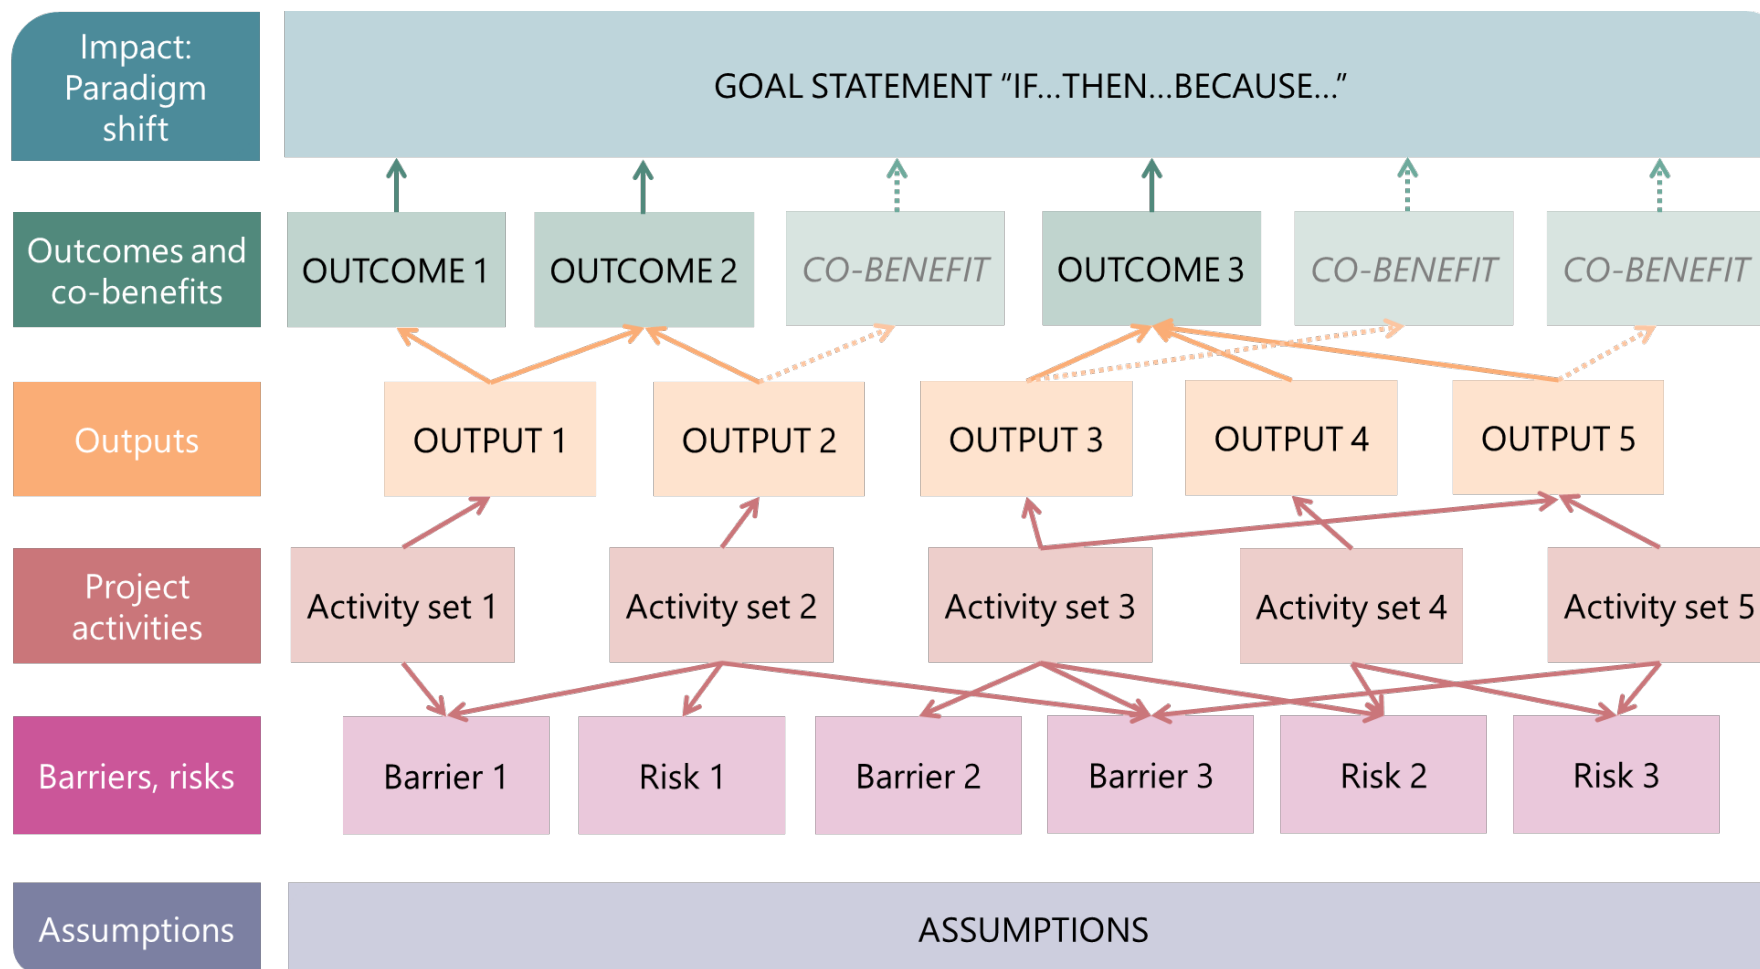 Impact:
Paradigm
shift
GOAL STATEMENT “IF...THEN...BECAUSE...”
Outcomes and
co-benefits
OUTCOME 1
OUTCOME 2
CO-BENEFIT
OUTCOME 3
CO-BENEFIT
CO-BENEFIT
Outputs
OUTPUT 1
OUTPUT 2
OUTPUT 3
OUTPUT 4
OUTPUT 5
Project
activities
Activity set 1
Activity set 2
Activity set 3
Activity set 4
Activity set 5
Barriers, risks
Barrier 1
Risk 1
Barrier 2
Barrier 3
Risk 2
Risk 3
Assumptions
ASSUMPTIONS